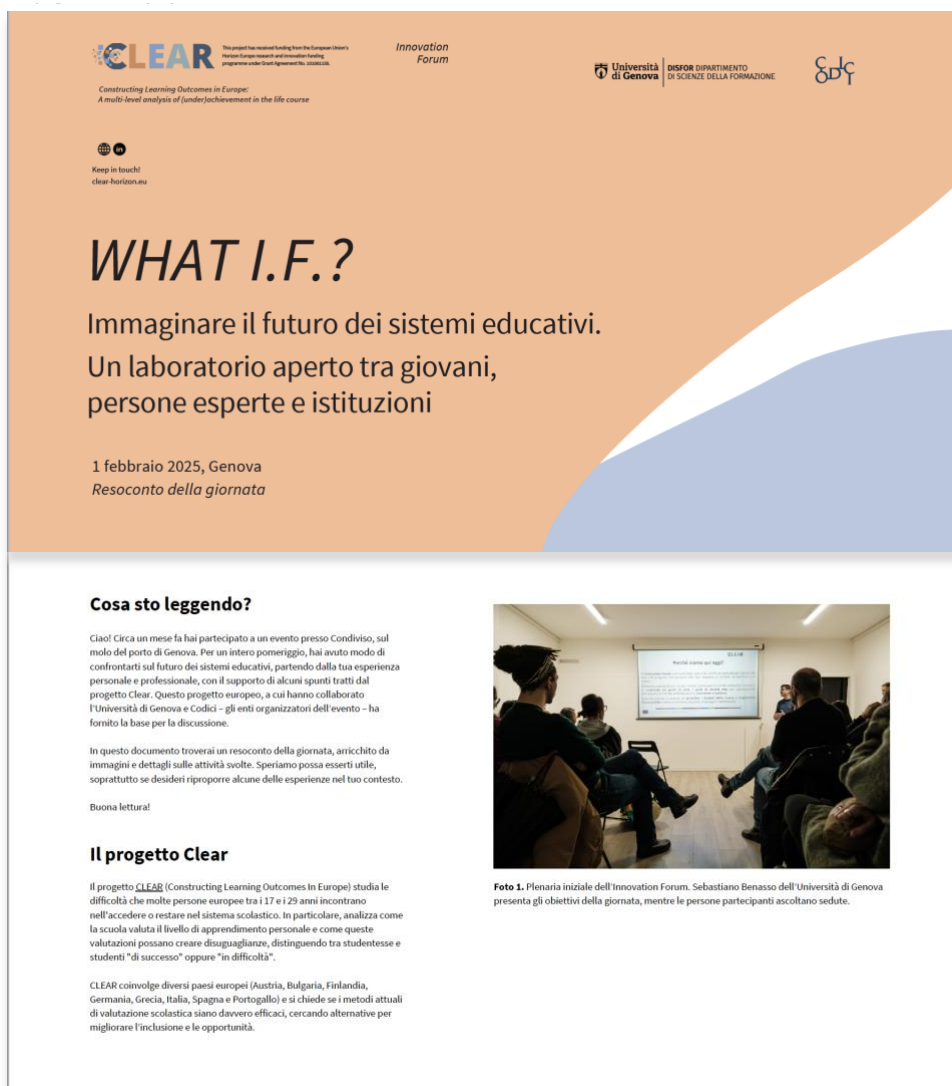 CLEAR
This project has received funding from the European Union's
Horizon Europe research and innovation funding
programme under Grant Agreement No.
Constructing Learning Outcomes in Europe:
A multi-level analysis of (under)achievement in the life course
Innovation
Forum
Università
di Genova
DISFOR DIPARTIMENTO
DI SCIENZE DELLA FORMAZIONE
in
Keep in touch!
clear-horizon.eu
WHAT I.F.?
Immaginare il futuro dei sistemi educativi.
Un laboratorio aperto tra giovani,
persone esperte e istituzioni
1 febbraio 2025, Genova
Resoconto della giornata
Cosa sto leggendo?
Ciao! Circa un mese fa hai partecipato a un evento presso Condiviso, sul
molo del porto di Genova. Per un intero pomeriggio, hai avuto modo di
confrontarti sul futuro dei sistemi educativi, partendo dalla tua esperienza
personale e professionale, con il supporto di alcuni spunti tratti dal
progetto Clear. Questo progetto europeo, a cui hanno collaborato
l'Università di Genova e Codici – gli enti organizzatori dell'evento – ha
fornito la base per la discussione.
In questo documento troverai un resoconto della giornata, arricchito da
immagini e dettagli sulle attività svolte. Speriamo possa esserti utile,
soprattutto se desideri riproporre alcune delle esperienze nel tuo contesto.
Buona lettura!
Il progetto Clear
Il progetto CLEAR (Constructing Learning Outcomes In Europe) studia le
difficoltà che molte persone europee tra i 17 e i 29 anni incontrano
nell'accedere o restare nel sistema scolastico. In particolare, analizza come
la scuola valuta il livello di apprendimento personale e come queste
valutazioni possano creare disuguaglianze, distinguendo tra studentesse e
studenti "di successo" oppure "in difficoltà".
CLEAR coinvolge diversi paesi europei (Austria, Bulgaria, Finlandia,
Germania, Grecia, Italia, Spagna e Portogallo) e si chiede se i metodi attuali
di valutazione scolastica siano davvero efficaci, cercando alternative per
migliorare l'inclusione e le opportunità.
CLEAR
Perché siamo qui oggi?
Foto 1. Plenaria iniziale dell'Innovation Forum. Sebastiano Benasso dell'Università di Genova
presenta gli obiettivi della giornata, mentre le persone partecipanti ascoltano sedute.